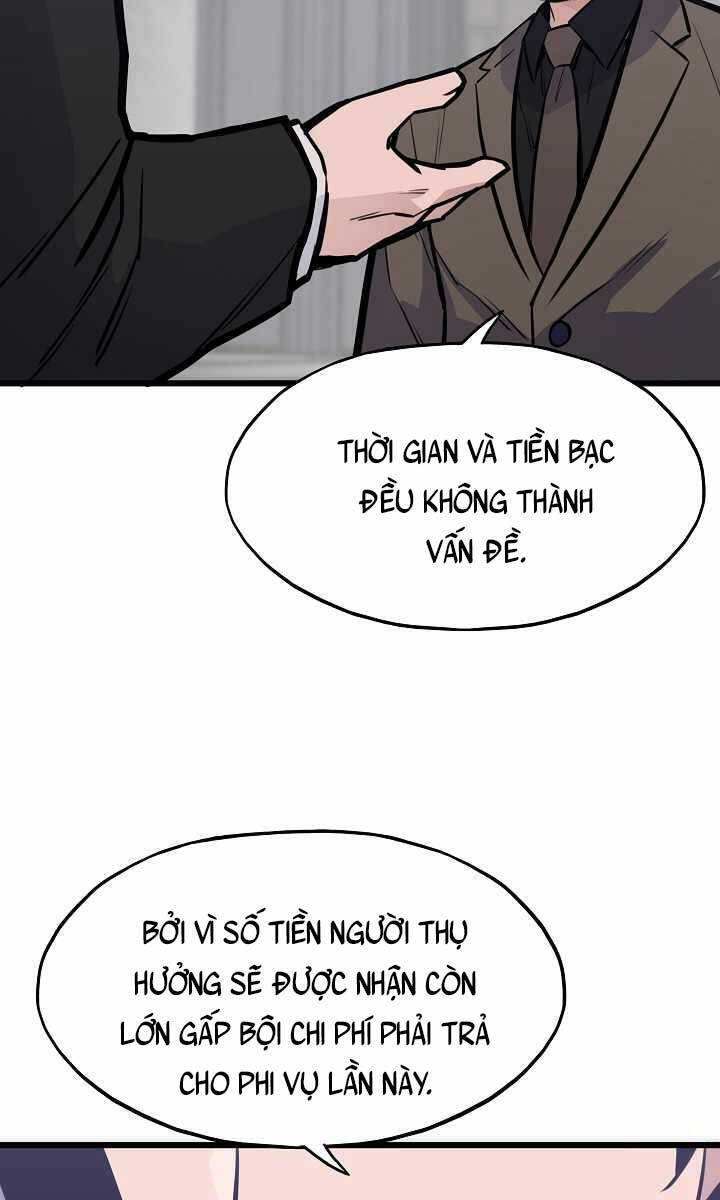 THỜI GIAN VÀ TIỀN BẠC
ĐỀU KHÔNG THÀNH
VẤN ĐỀ.
BỞI VÌ SỐ TIỀN NGƯỜI THỤ
HƯỞNG SẼ ĐƯỢC NHẬN CÒN
LỚN GẤP BỘI CHI PHÍ PHẢI TRẢ
CHO PHI VỤ LẦN NÀY.